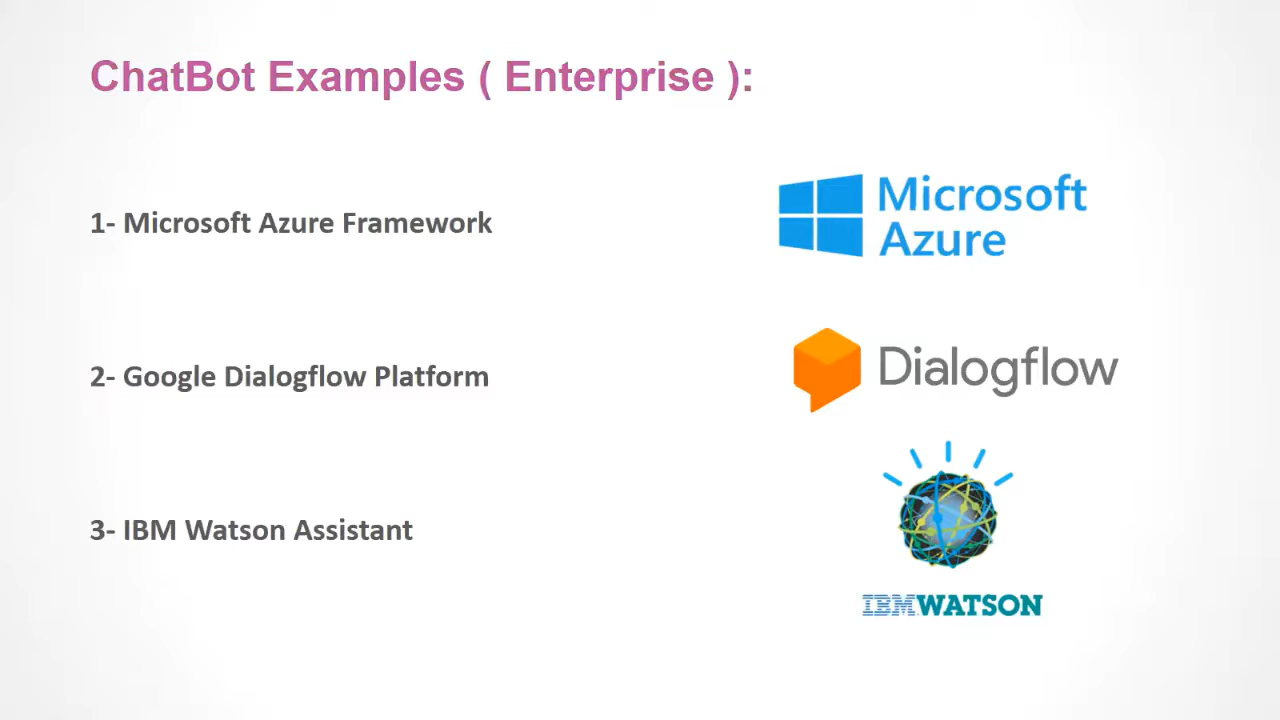 ChatBot Examples ( Enterprise ):
1- Microsoft Azure Framework
Microsoft
Azure
2- Google Dialogflow Platform
Dialogflow
3- IBM Watson Assistant
IBM WATSON